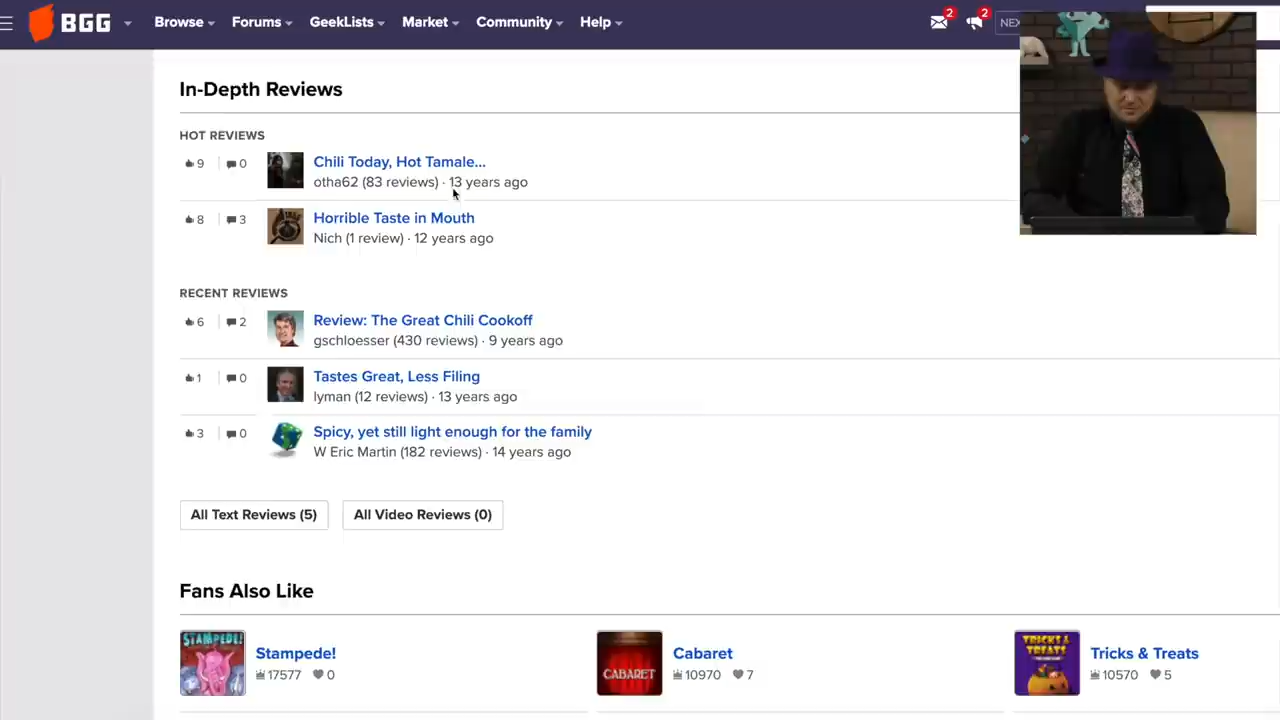 BGG
Browse Forums GeekLists Market Community Help 2 2 NEX
In-Depth Reviews
HOT REVIEWS
9 0 Chili Today, Hot Tamale...
otha62 (83 reviews) · 13 years ago
8 3 Horrible Taste in Mouth
Nich (1 review) · 12 years ago
RECENT REVIEWS
6 2 Review: The Great Chili Cookoff
gschloesser (430 reviews) · 9 years ago
1 0 Tastes Great, Less Filing
lyman (12 reviews) · 13 years ago
3 0 Spicy, yet still light enough for the family
W Eric Martin (182 reviews) · 14 years ago
All Text Reviews (5) All Video Reviews (0)
Fans Also Like
STAMPEDE! Stampede!
17577 0
CABARET Cabaret
10970 7
TRICKS & TREATS Tricks & Treats
10570 5